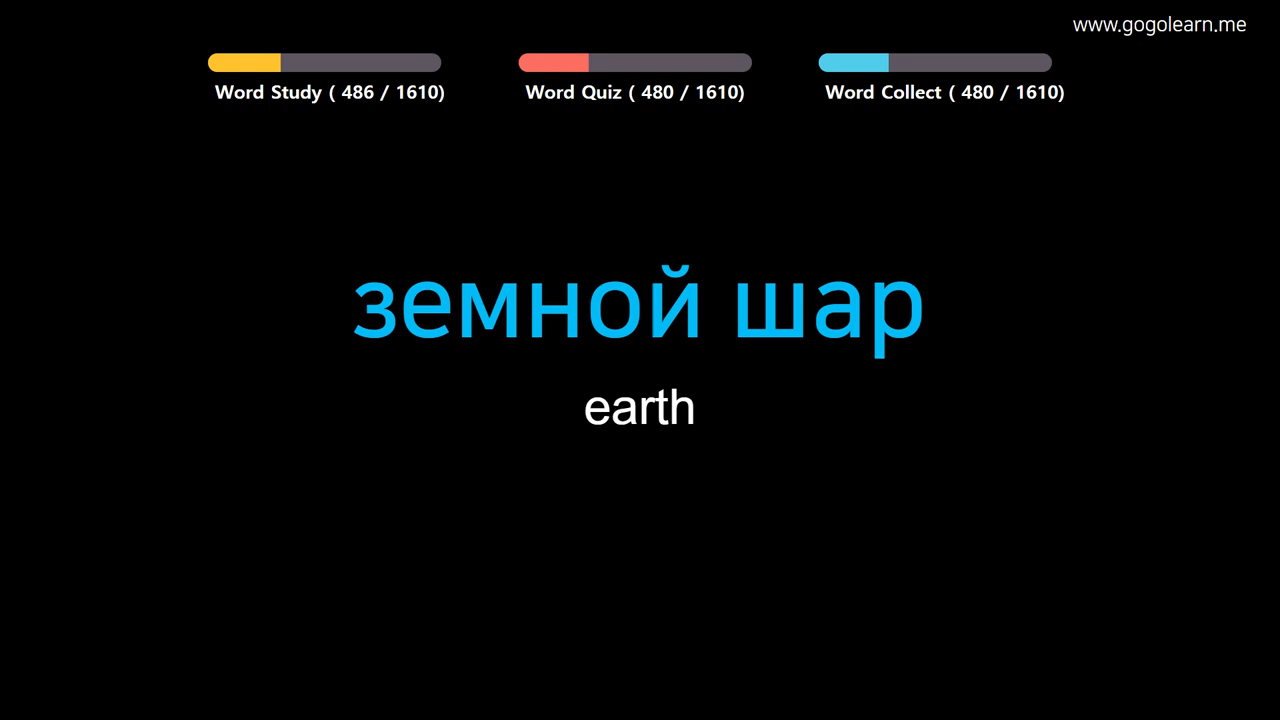 www.gogolearn.me
Word Study ( 486 / 1610)
Word Quiz ( 480 / 1610)
Word Collect ( 480 / 1610)
земной шар
earth